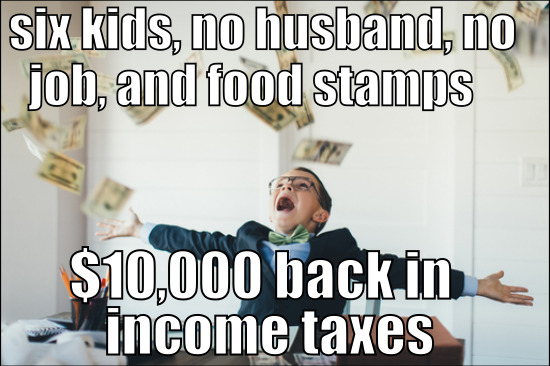 six kids, no husband, no
job, and food stamps
$10,000 back in
income taxes